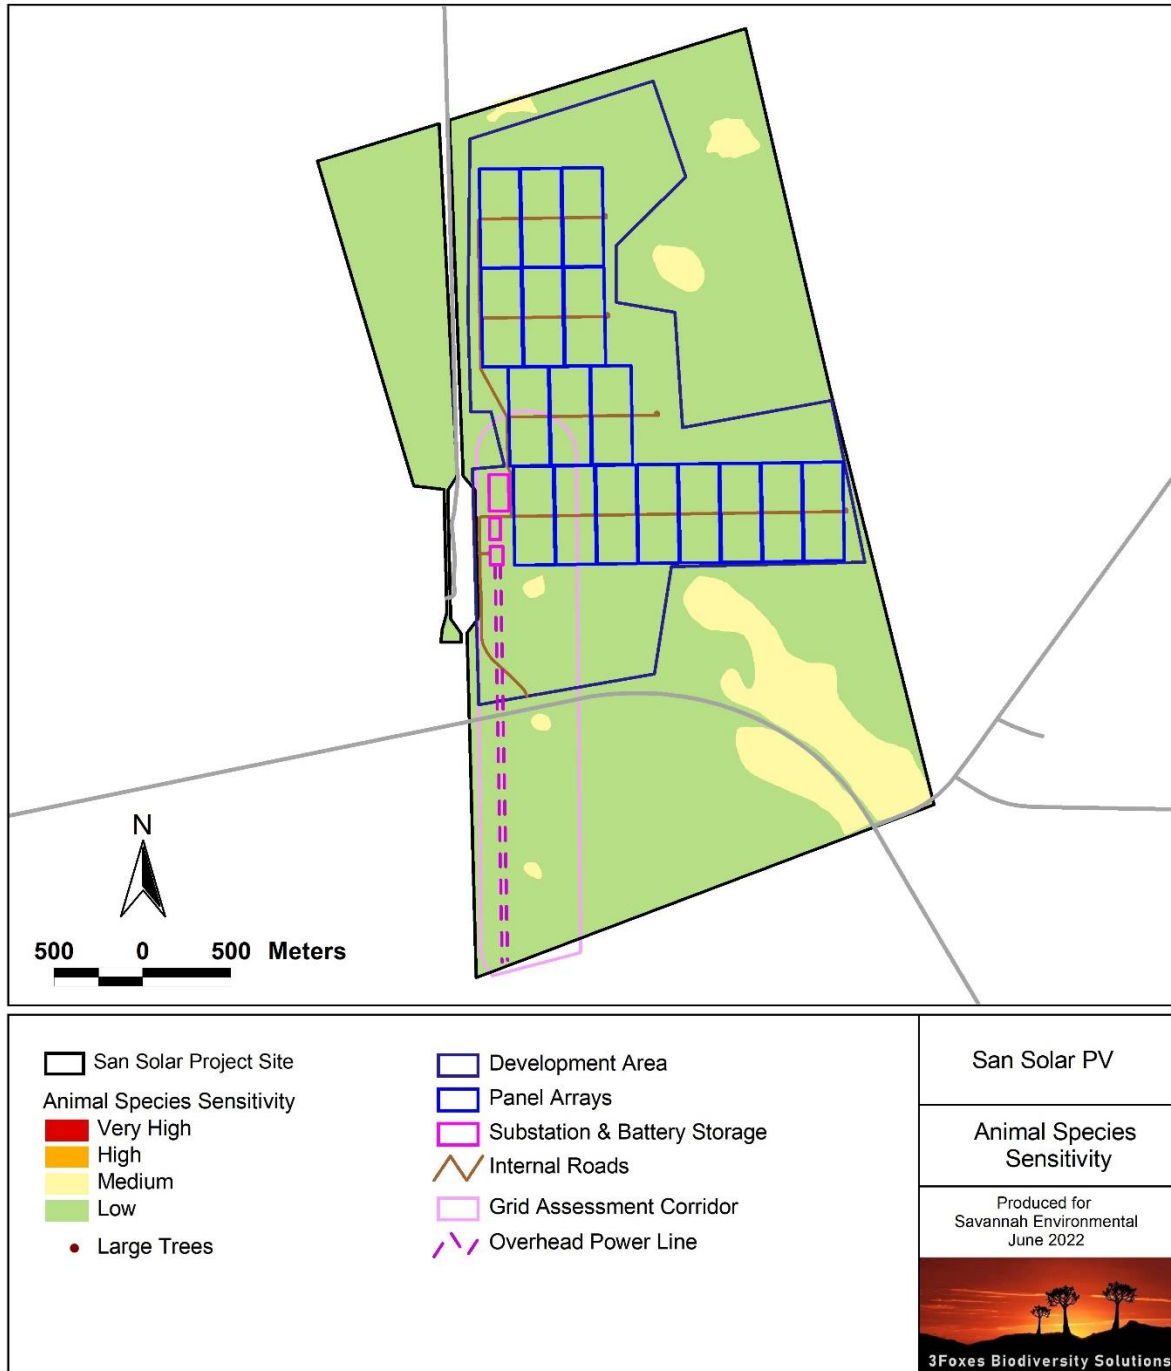 N
500 0 500 Meters
San Solar Project Site
Animal Species Sensitivity
Very High
High
Medium
Low
Large Trees
Development Area
Panel Arrays
Substation & Battery Storage
Internal Roads
Grid Assessment Corridor
Overhead Power Line
San Solar PV
Animal Species
Sensitivity
Produced for
Savannah Environmental
June 2022
3Foxes Biodiversity Solutions